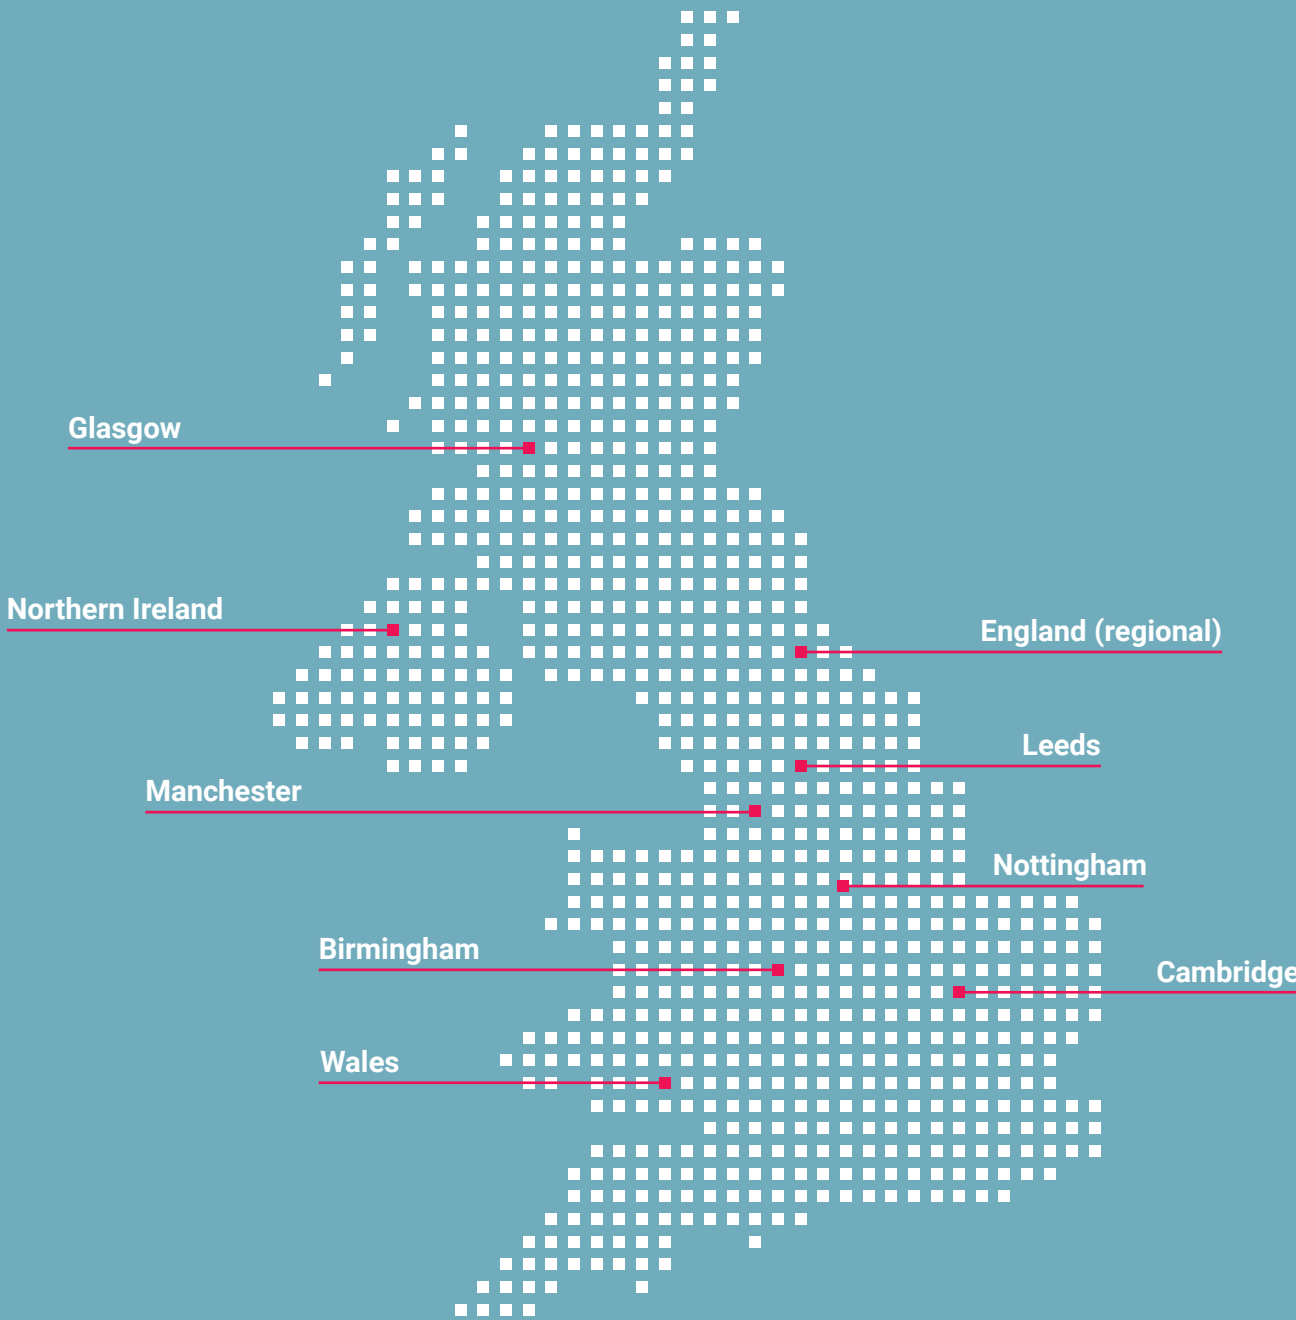 Glasgow
Northern Ireland
England (regional)
Leeds
Manchester
Nottingham
Birmingham
Cambridge
Wales